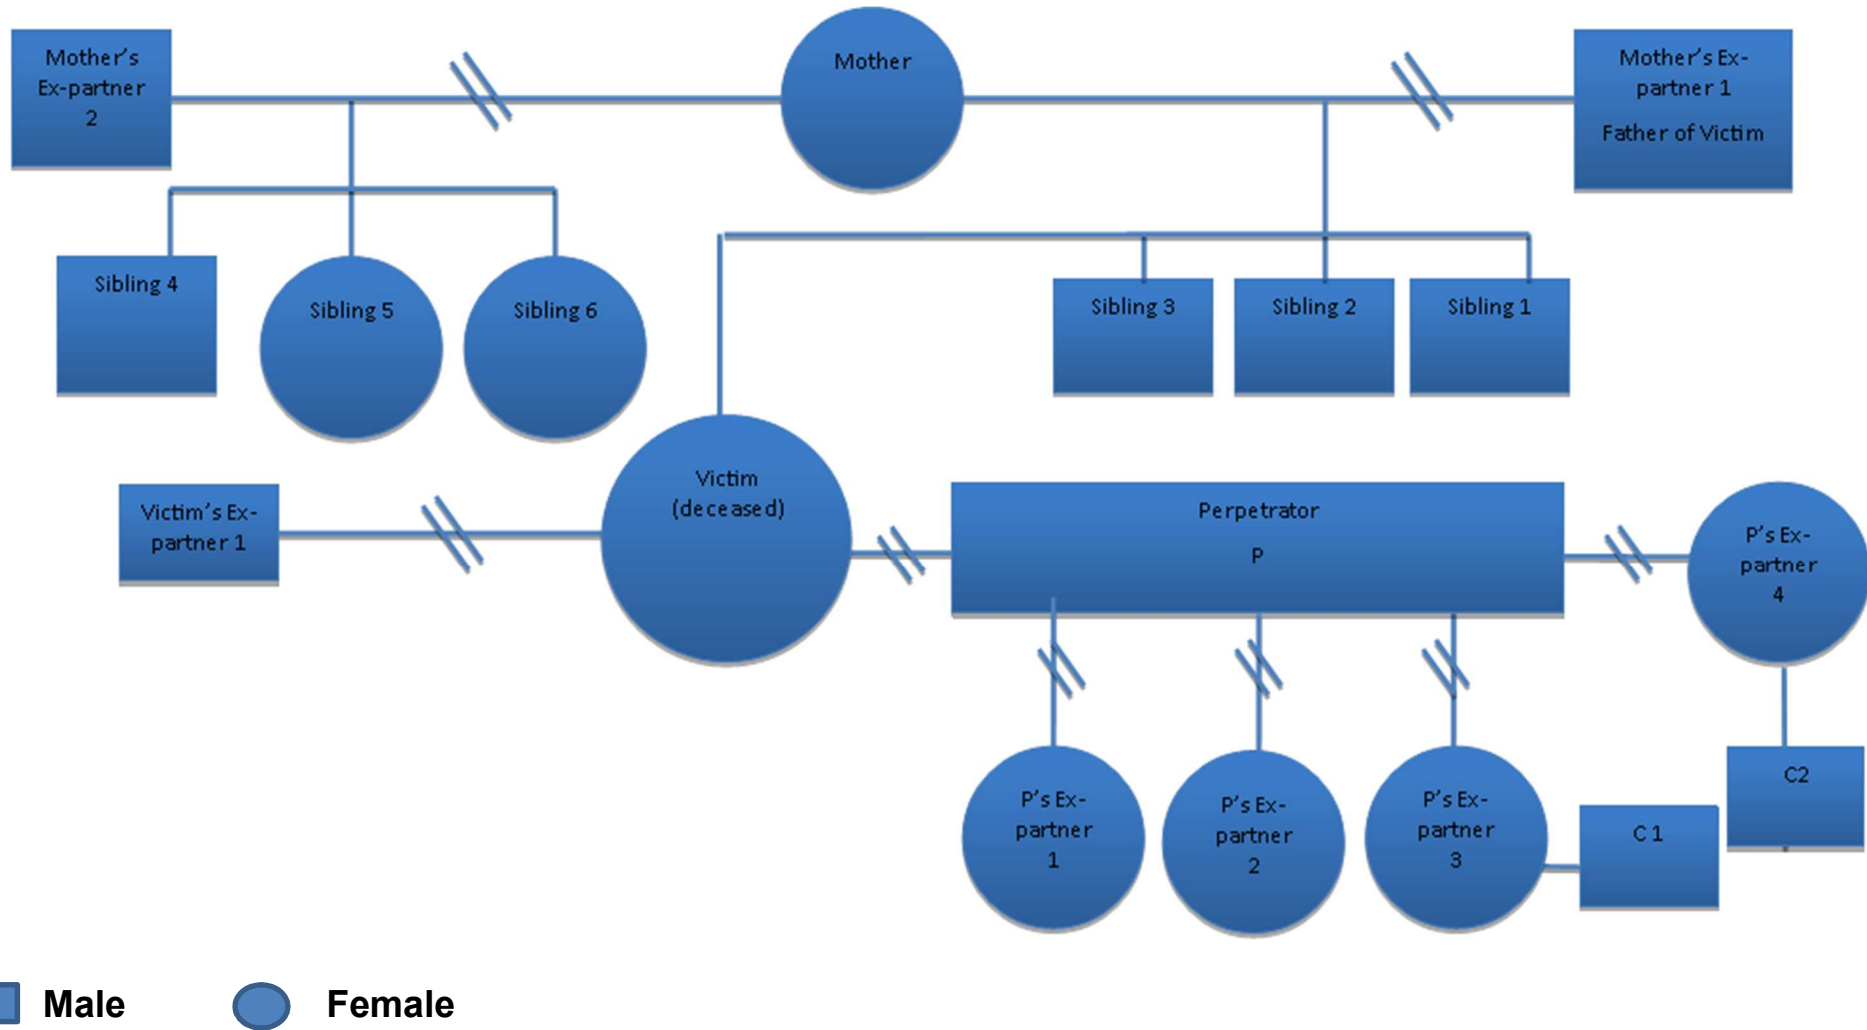 Mother's
Ex-partner
2
Mother
Mother's Ex-
partner 1
Father of Victim
Sibling 4
Sibling 5
Sibling 6
Sibling 3
Sibling 2
Sibling 1
Victim's Ex-
partner 1
Victim
(deceased)
Perpetrator
P
P's Ex-
partner
4
P's Ex-
partner
1
P's Ex-
partner
2
P's Ex-
partner
3
C 1
C2
Male
Female